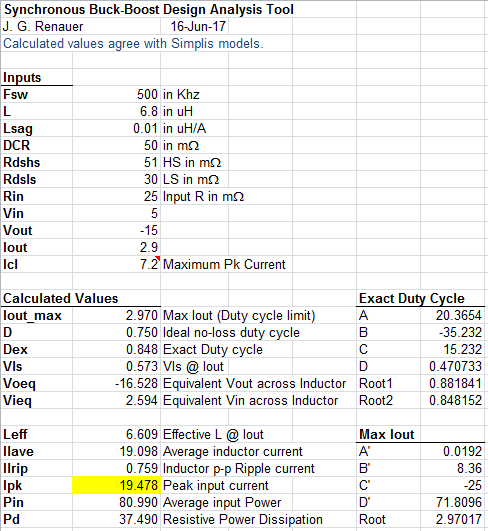 Synchronous Buck-Boost Design Analysis Tool
J. G. Renauer 16-Jun-17
Calculated values agree with Simplis models.
Inputs
Fsw 500 in Khz
L 6.8 in uH
Lsag 0.01 in uH/A
DCR 50 in mΩ
Rdshs 51 HS in mΩ
Rdsls 30 LS in mΩ
Rin 25 Input R in mΩ
Vin 5
Vout -15
Iout 2.9
Icl 7.2 Maximum Pk Current
Calculated Values Exact Duty Cycle
Iout_max 2.970 Max Iout (Duty cycle limit) A 20.3654
D 0.750 Ideal no-loss duty cycle B -35.232
Dex 0.848 Exact Duty cycle C 15.232
Vls 0.573 Vls @ Iout D 0.470733
Voeq -16.528 Equivalent Vout across Inductor Root1 0.881841
Vieq 2.594 Equivalent Vin across Inductor Root2 0.848152
Leff 6.609 Effective L @ Iout Max Iout
Ilave 19.098 Average inductor current A' 0.0192
Ilrip 0.759 Inductor p-p Ripple current B' 8.36
Ipk 19.478 Peak input current C' -25
Pin 80.990 Average input Power D' 71.8096
Pd 37.490 Resistive Power Dissipation Root 2.97017